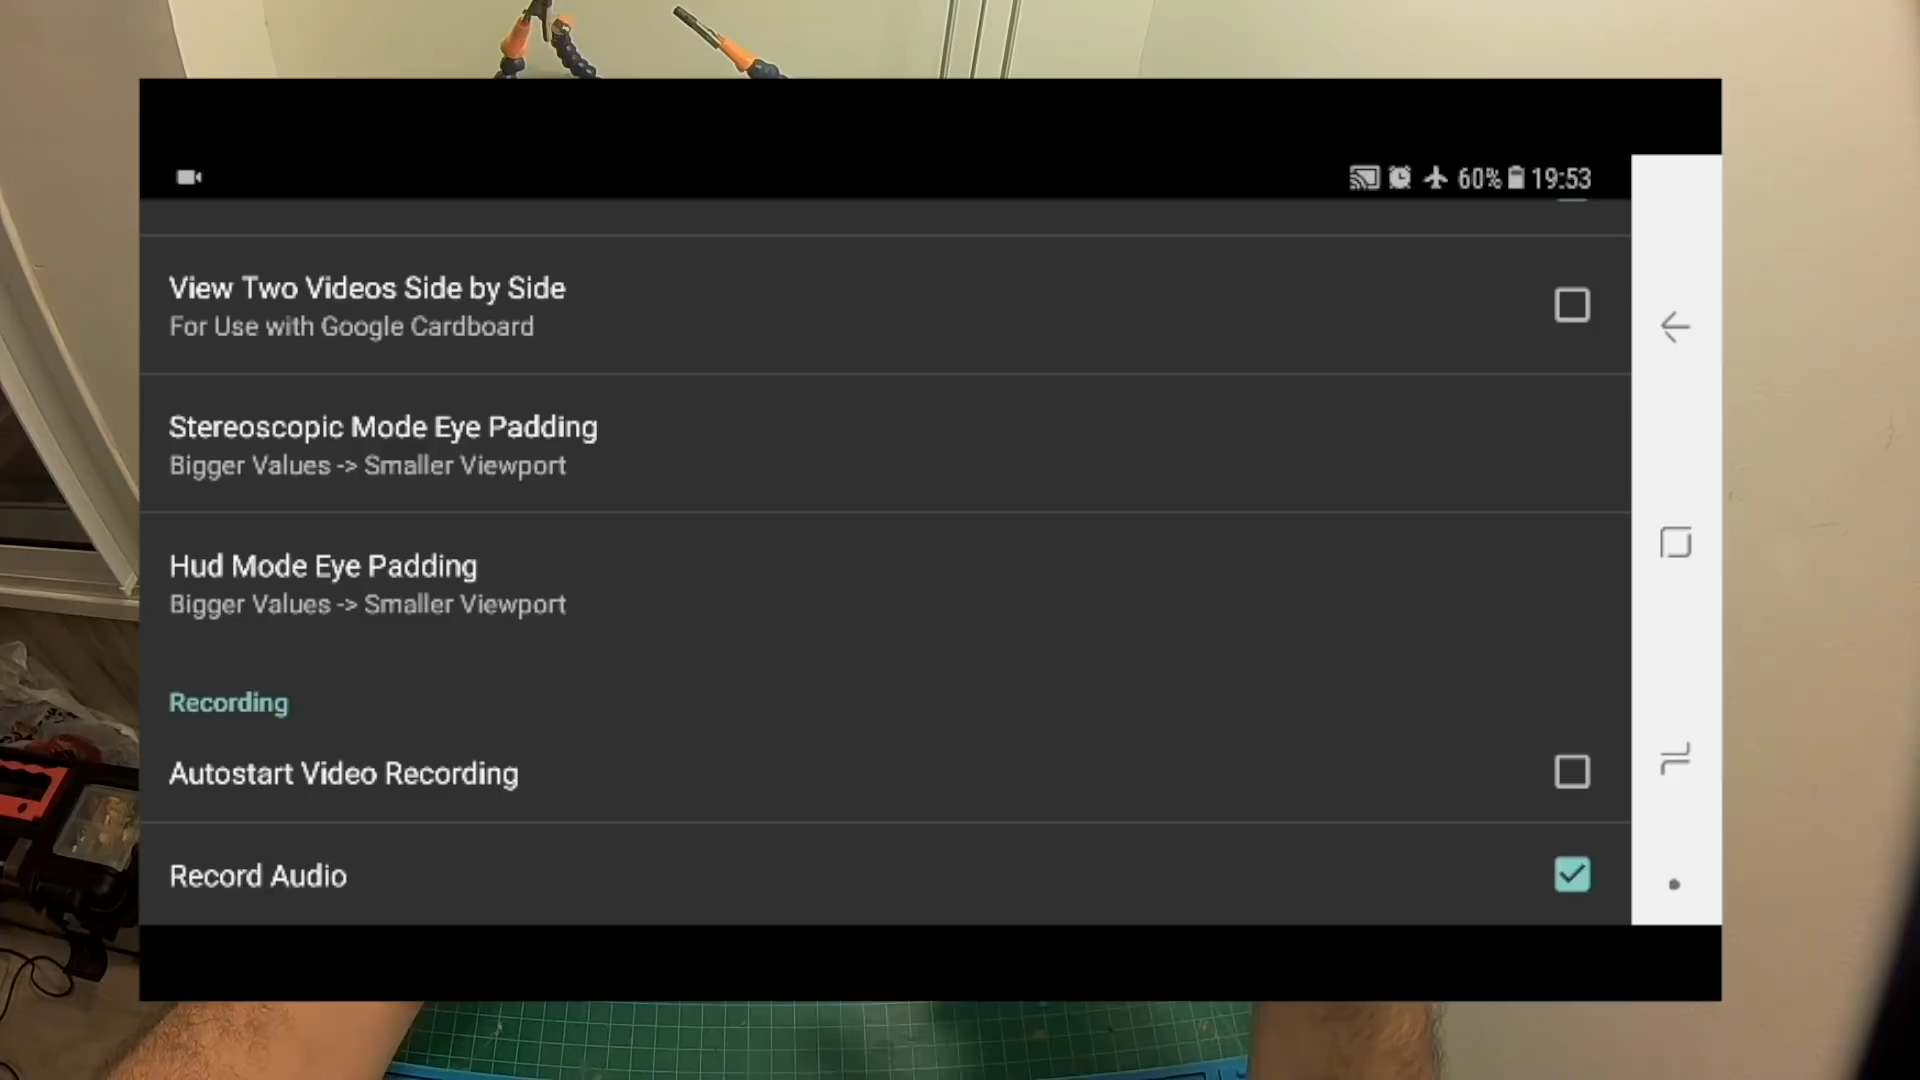 60% 19:53
View Two Videos Side by Side
For Use with Google Cardboard
Stereoscopic Mode Eye Padding
Bigger Values -> Smaller Viewport
Hud Mode Eye Padding
Bigger Values -> Smaller Viewport
Recording
Autostart Video Recording
Record Audio